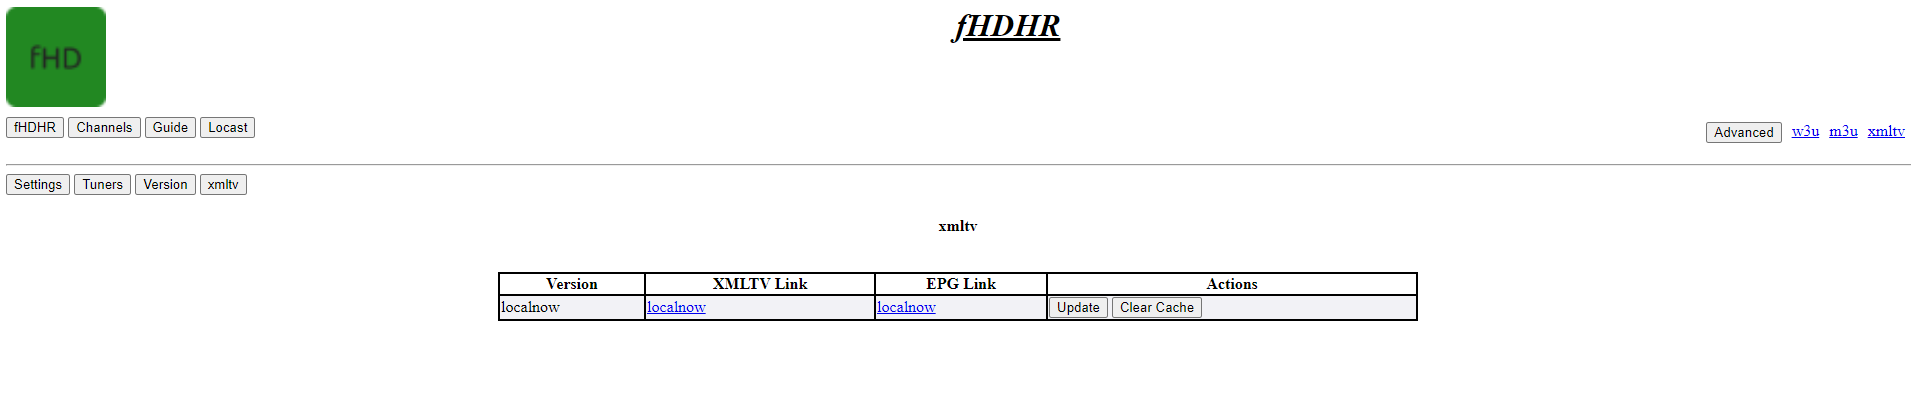 fHD
fHDHR
fHDHR Channels Guide Locast
Advanced w3u m3u xmltv
Settings Tuners Version xmltv
xmltv
Version XMLTV Link EPG Link Actions
localnow localnow localnow Update Clear Cache